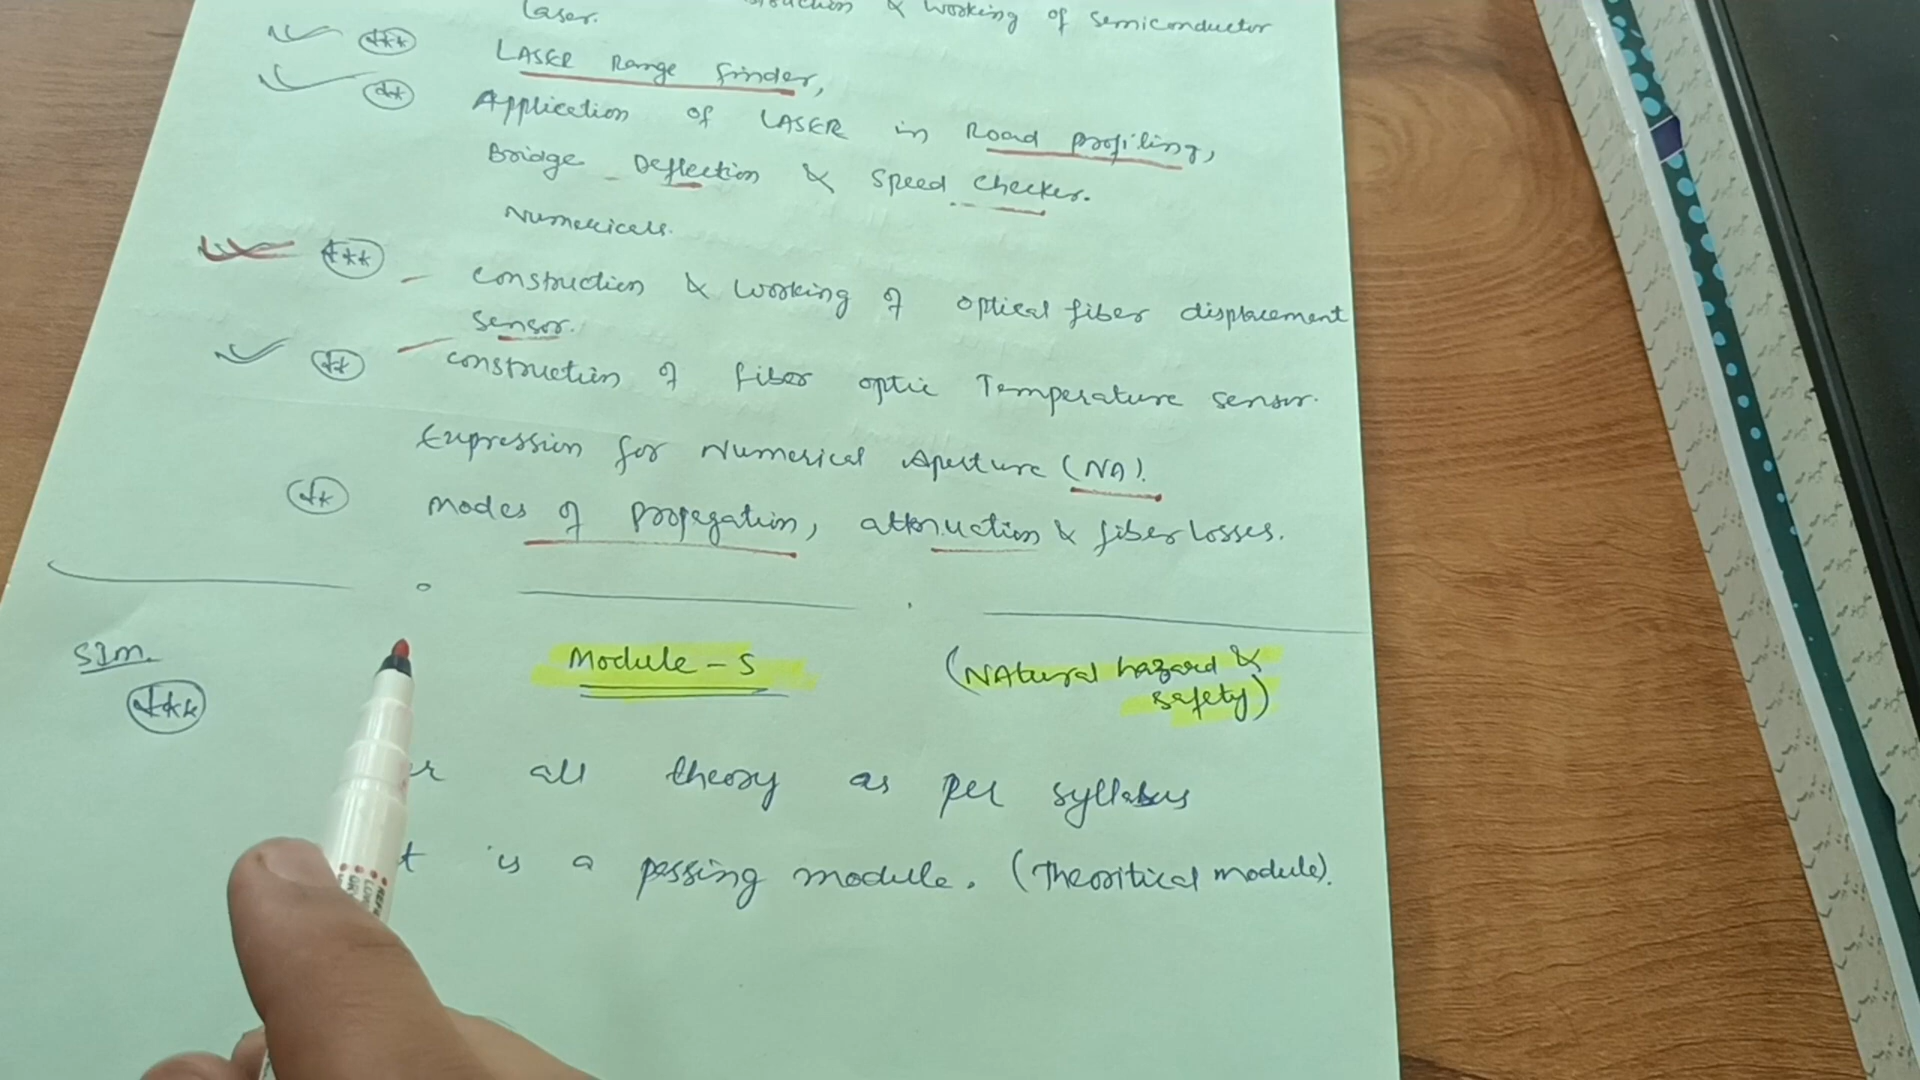 Laser. & Working of Semiconductor
LASER Range finder,
Application of LASER in Road profiling,
Bridge Deflection & Speed checker.
Numericals.
*** - construction & Working of optical fiber displacement
sensor.
** - construction of fiber optic Temperature sensor.
Expression for Numerical Aperture (NA).
** Modes of propagation, attenuction & fiber losses.
SIM. Module - 5 (NAtural hazard &
safety)
***
all theory as per syllabus
is a passing module. (Theoritical module).